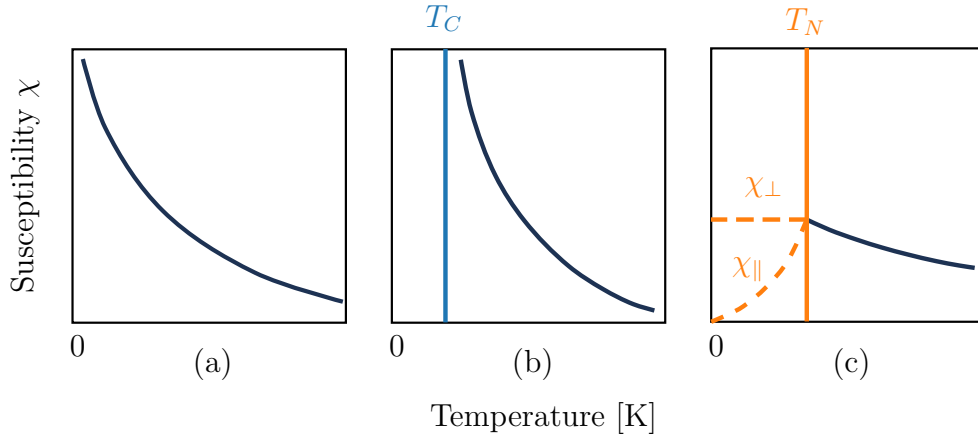 T_C
T_N
Susceptibility χ
χ_⊥
χ_∥
0
0
0
(a)
(b)
(c)
Temperature [K]